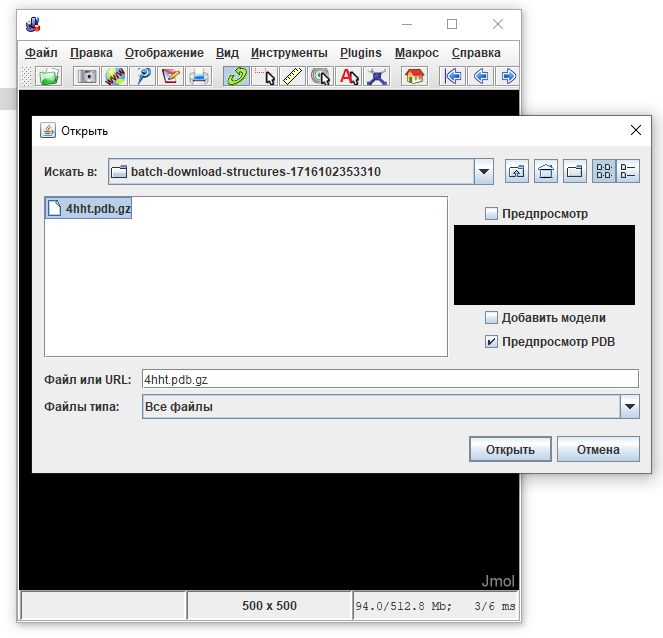 Файл Правка Отображение Вид Инструменты Plugins Макрос Справка
WWW
A
Открыть
Искать в: batch-download-structures-1716102353310
4hht.pdb.gz
Предпросмотр
Добавить модели
Предпросмотр PDB
Файл или URL: 4hht.pdb.gz
Файлы типа: Все файлы
Открыть Отмена
Jmol
500 x 500 94.0/512.8 Mb; 3/6 ms